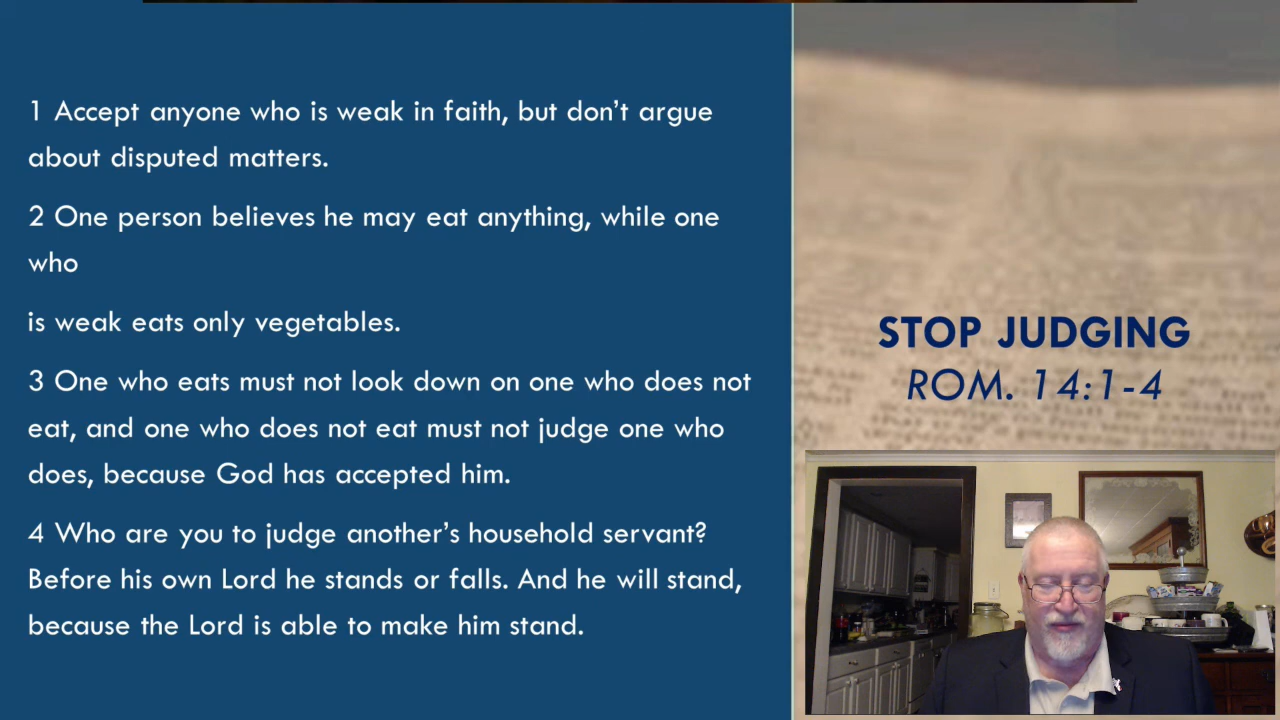 1 Accept anyone who is weak in faith, but don’t argue
about disputed matters.
2 One person believes he may eat anything, while one
who
is weak eats only vegetables.
3 One who eats must not look down on one who does not
eat, and one who does not eat must not judge one who
does, because God has accepted him.
4 Who are you to judge another’s household servant?
Before his own Lord he stands or falls. And he will stand,
because the Lord is able to make him stand.
STOP JUDGING
ROM. 14:1-4